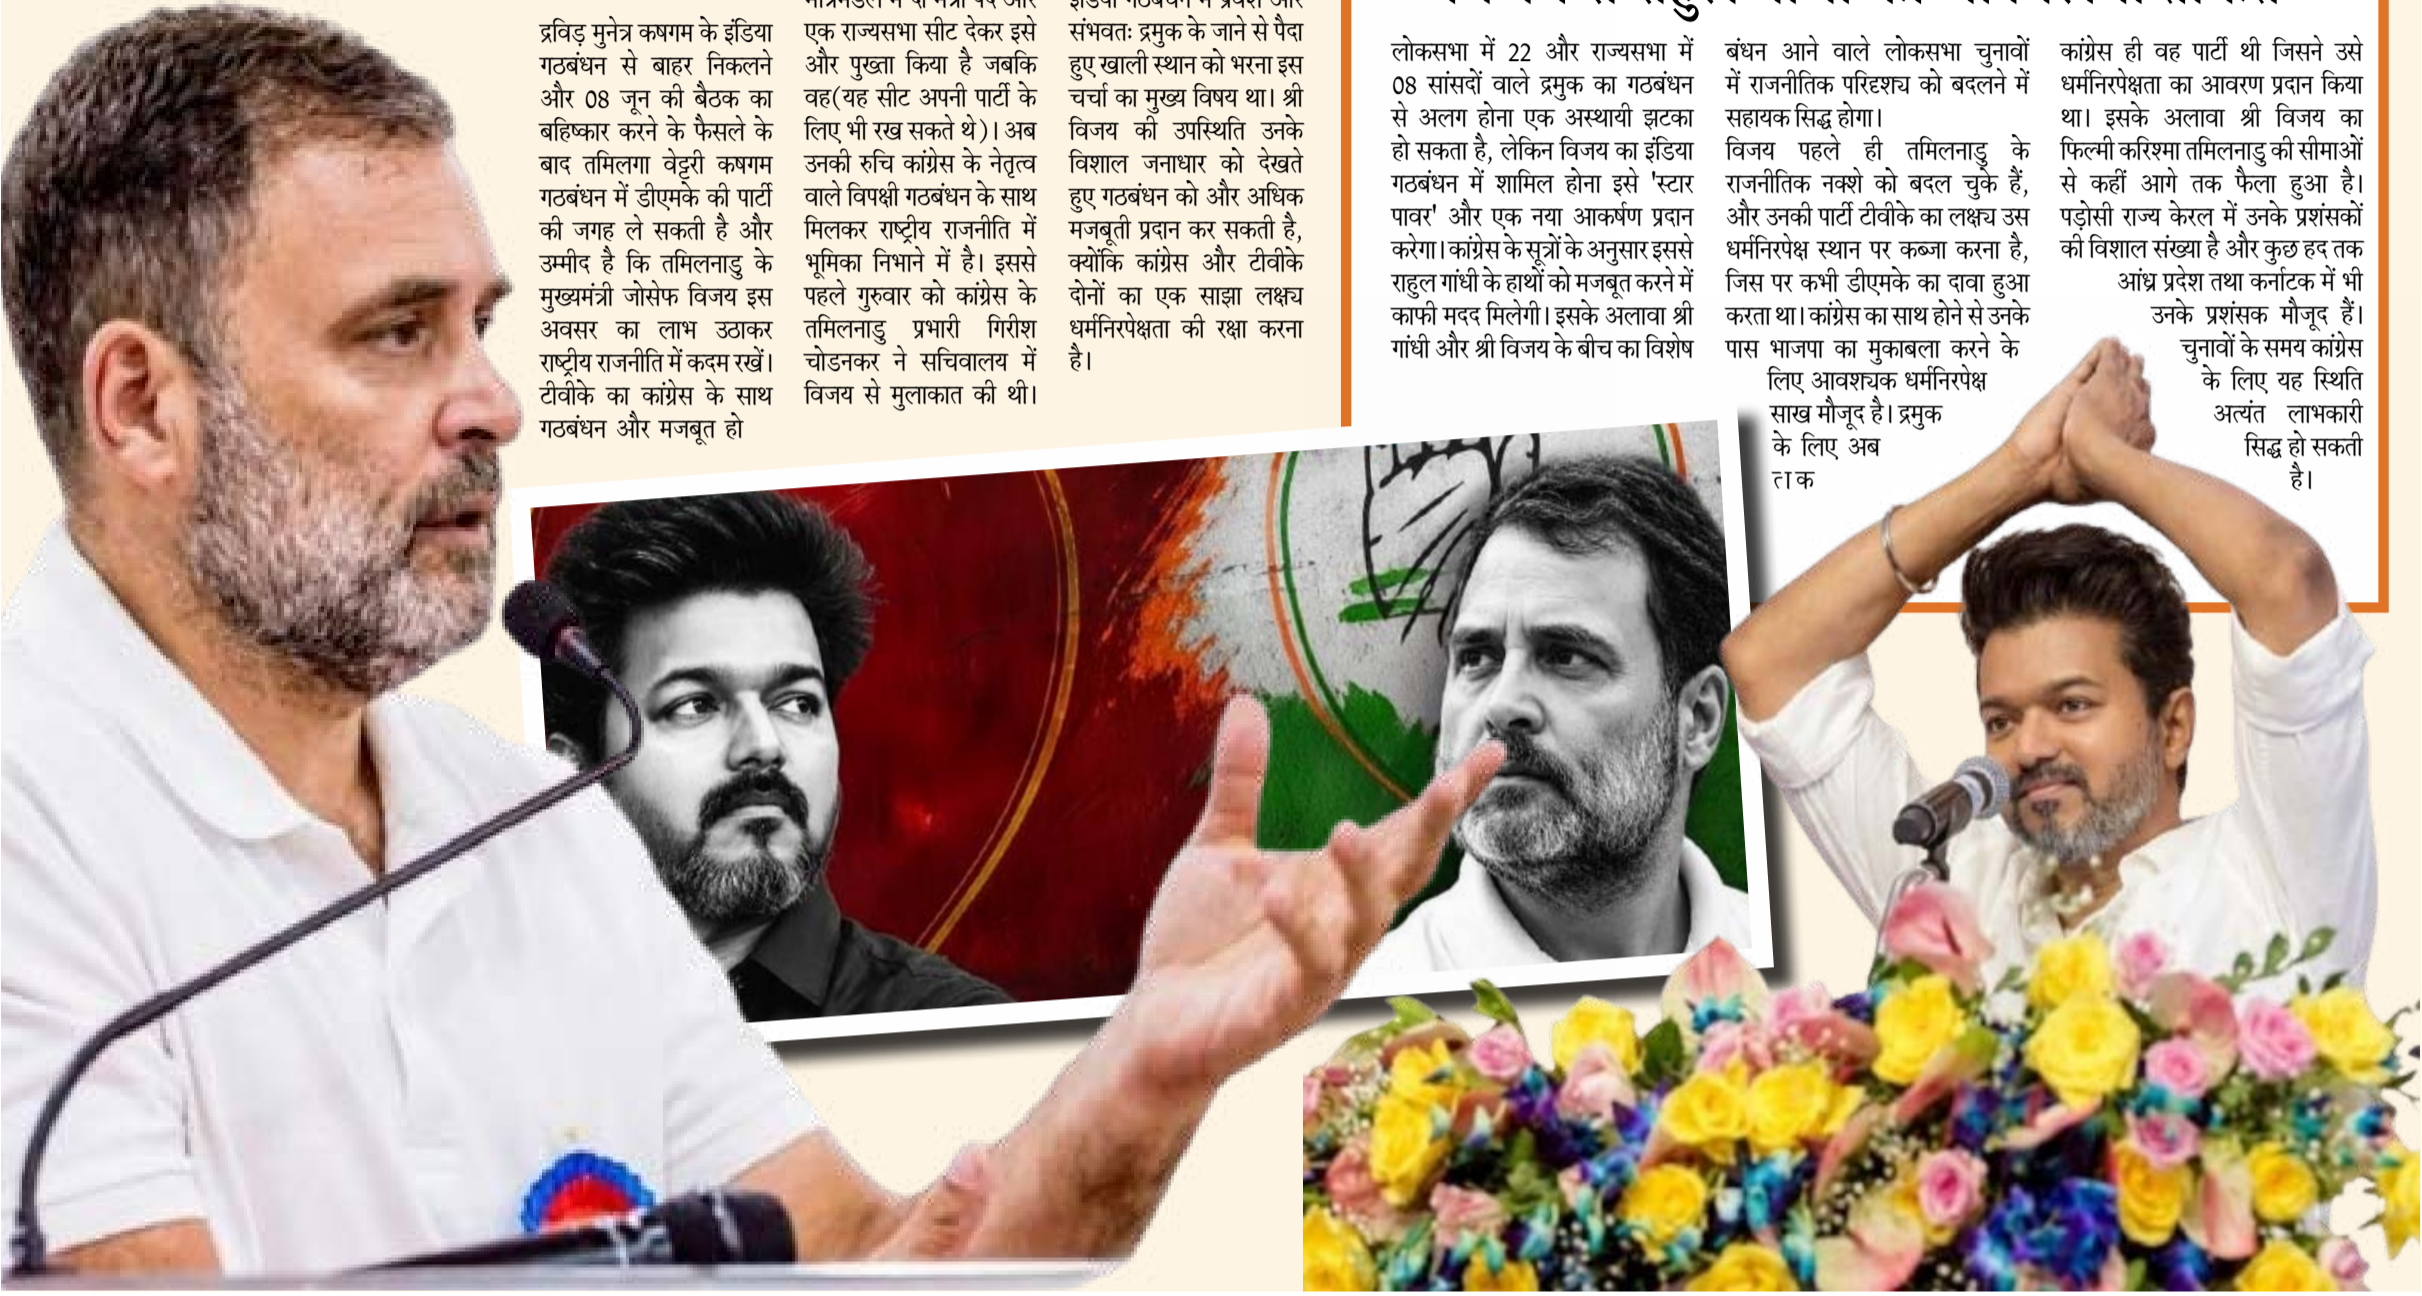 द्रविड़ मुनेत्र कषगम के इंडिया
गठबंधन से बाहर निकलने
और 08 जून की बैठक का
बहिष्कार करने के फैसले के
बाद तमिलगा वेट्टरी कषगम
गठबंधन में डीएमके की पार्टी
की जगह ले सकती है और
उम्मीद है कि तमिलनाडु के
मुख्यमंत्री जोसेफ विजय इस
अवसर का लाभ उठाकर
राष्ट्रीय राजनीति में कदम रखें।
टीवीके का कांग्रेस के साथ
गठबंधन और मजबूत हो
एक राज्यसभा सीट देकर इसे
और पुख्ता किया है जबकि
वह(यह सीट अपनी पार्टी के
लिए भी रख सकते थे)। अब
उनकी रुचि कांग्रेस के नेतृत्व
वाले विपक्षी गठबंधन के साथ
मिलकर राष्ट्रीय राजनीति में
भूमिका निभाने में है। इससे
पहले गुरुवार को कांग्रेस के
तमिलनाडु प्रभारी गिरीश
चोडनकर ने सचिवालय में
विजय से मुलाकात की थी।
संभवतः द्रमुक के जाने से पैदा
हुए खाली स्थान को भरना इस
चर्चा का मुख्य विषय था। श्री
विजय की उपस्थिति उनके
विशाल जनाधार को देखते
हुए गठबंधन को और अधिक
मजबूती प्रदान कर सकती है,
क्योंकि कांग्रेस और टीवीके
दोनों का एक साझा लक्ष्य
धर्मनिरपेक्षता की रक्षा करना
है।
लोकसभा में 22 और राज्यसभा में
08 सांसदों वाले द्रमुक का गठबंधन
से अलग होना एक अस्थायी झटका
हो सकता है, लेकिन विजय का इंडिया
गठबंधन में शामिल होना इसे 'स्टार
पावर' और एक नया आकर्षण प्रदान
करेगा। कांग्रेस के सूत्रों के अनुसार इससे
राहुल गांधी के हाथों को मजबूत करने में
काफी मदद मिलेगी। इसके अलावा श्री
गांधी और श्री विजय के बीच का विशेष
बंधन आने वाले लोकसभा चुनावों
में राजनीतिक परिदृश्य को बदलने में
सहायक सिद्ध होगा।
विजय पहले ही तमिलनाडु के
राजनीतिक नक्शे को बदल चुके हैं,
और उनकी पार्टी टीवीके का लक्ष्य उस
धर्मनिरपेक्ष स्थान पर कब्जा करना है,
जिस पर कभी डीएमके का दावा हुआ
करता था। कांग्रेस का साथ होने से उनके
पास भाजपा का मुकाबला करने के
लिए आवश्यक धर्मनिरपेक्ष
साख मौजूद है। द्रमुक
के लिए अब
तक
कांग्रेस ही वह पार्टी थी जिसने उसे
धर्मनिरपेक्षता का आवरण प्रदान किया
था। इसके अलावा श्री विजय का
फिल्मी करिश्मा तमिलनाडु की सीमाओं
से कहीं आगे तक फैला हुआ है।
पड़ोसी राज्य केरल में उनके प्रशंसकों
की विशाल संख्या है और कुछ हद तक
आंध्र प्रदेश तथा कर्नाटक में भी
उनके प्रशंसक मौजूद हैं।
चुनावों के समय कांग्रेस
के लिए यह स्थिति
अत्यंत लाभकारी
सिद्ध हो सकती
है।